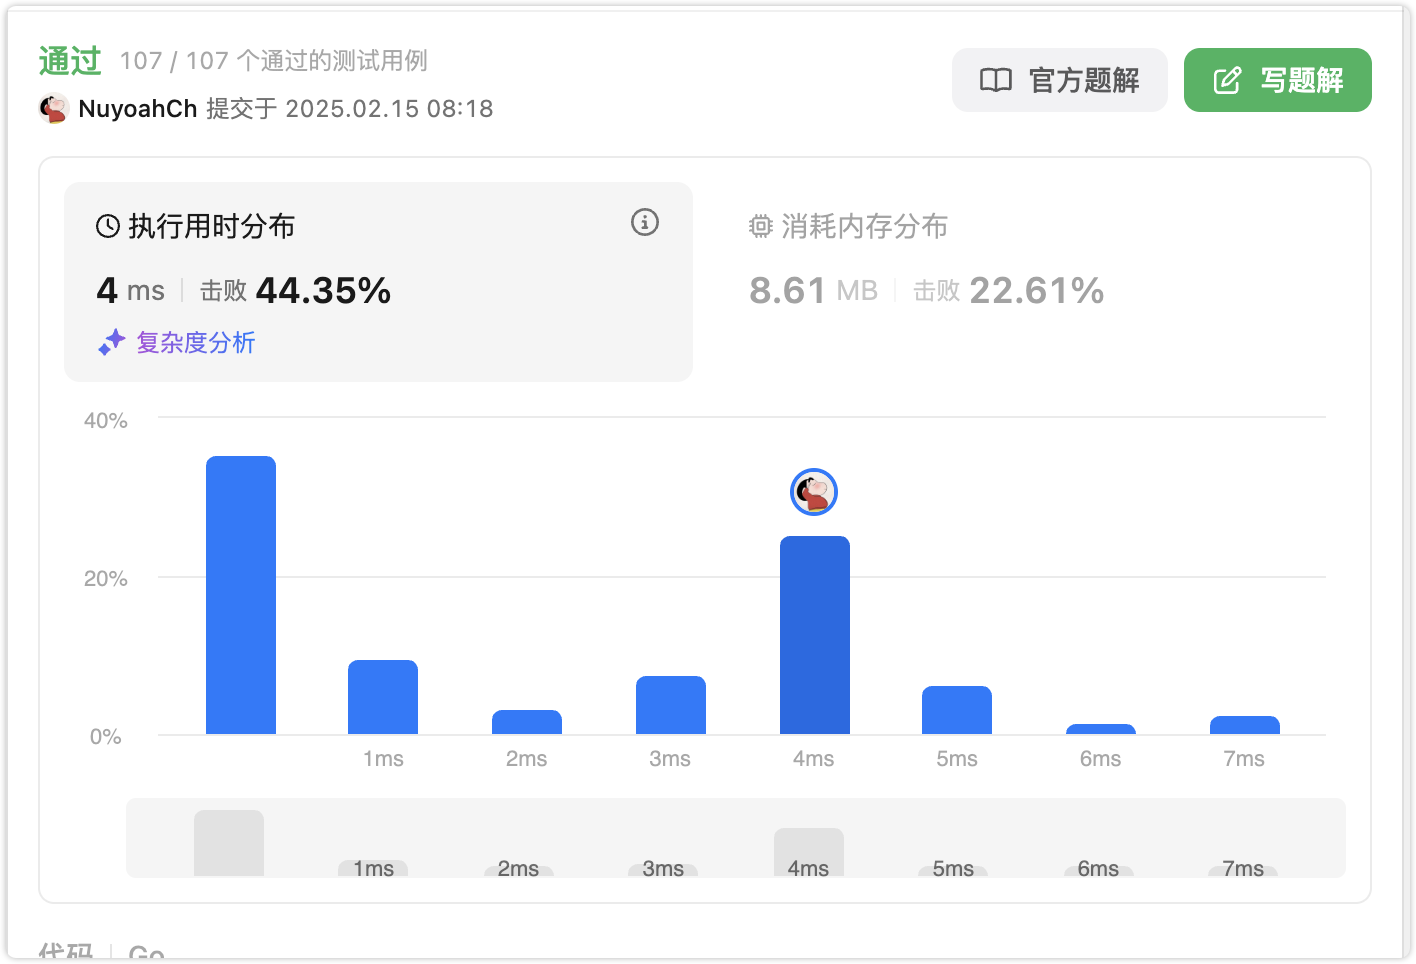 通过 107 / 107 个通过的测试用例
NuyoahCh 提交于 2025.02.15 08:18
官方题解
写题解
执行用时分布
4 ms 击败 44.35%
复杂度分析
消耗内存分布
8.61 MB 击败 22.61%
40%
20%
0%
1ms 2ms 3ms 4ms 5ms 6ms 7ms
1ms 2ms 3ms 4ms 5ms 6ms 7ms
代码 Go